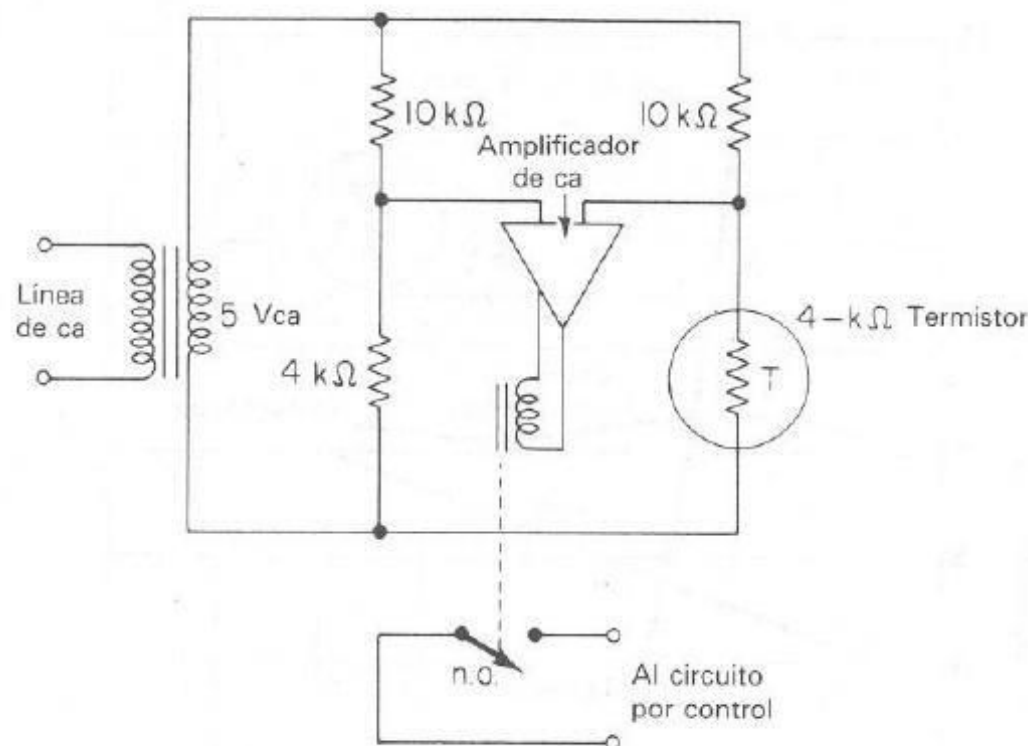 10 kΩ
10 kΩ
Amplificador
de ca
Línea
de ca
5 Vca
4-kΩ Termistor
4 kΩ
T
n.o.
Al circuito
por control